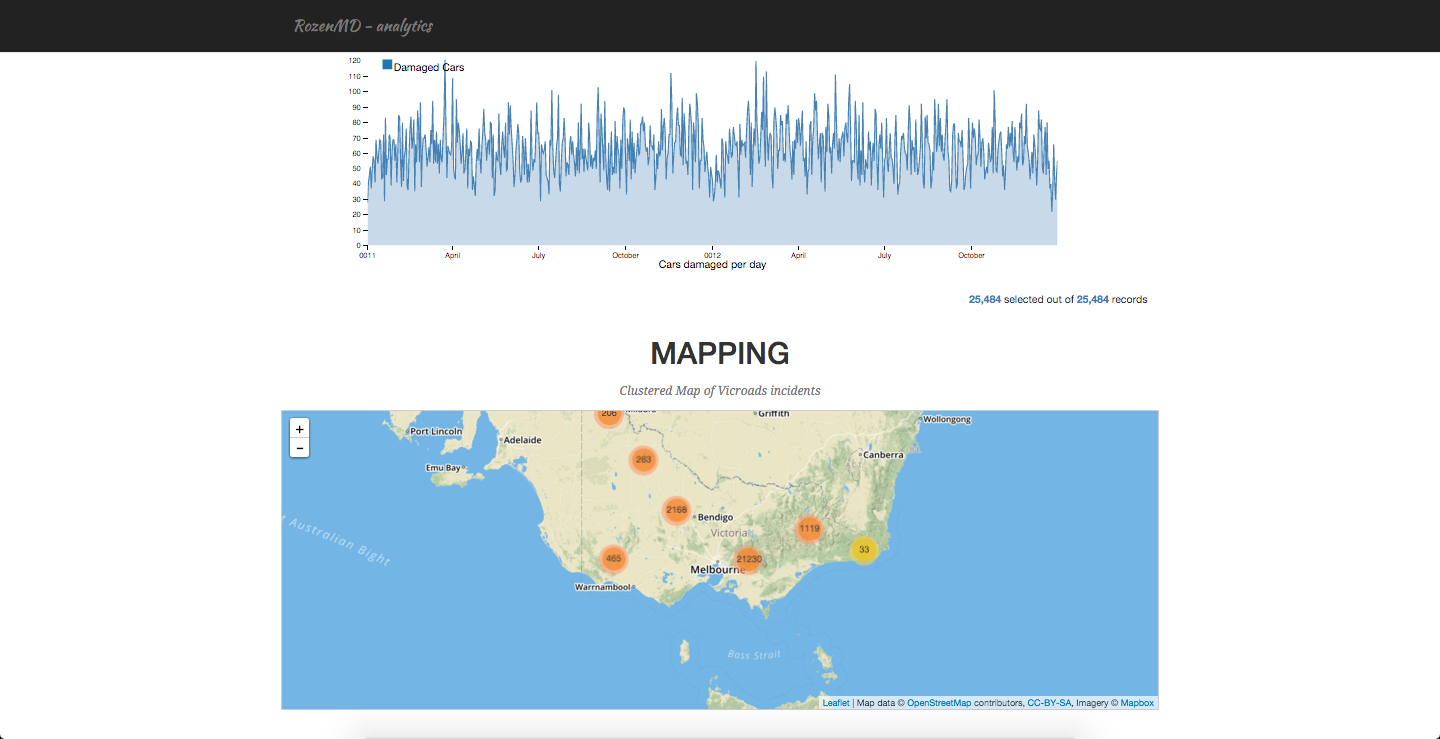 RozenMD - analytics
120
Damaged Cars
110
100
90
80
70
60
50
40
30
20
10
0
0011 April July October 0012 April July October
Cars damaged per day
25,484 selected out of 25,484 records
MAPPING
Clustered Map of Vicroads incidents
+
-
206
Griffith
Wollongong
Port Lincoln
Adelaide
Canberra
263
Emu Bay
2168
Bendigo
Australian Bight
1119
Victoria
33
465
21230
Melbourne
Warrnambool
Bass Strait
Leaflet | Map data © OpenStreetMap contributors, CC-BY-SA, Imagery © Mapbox